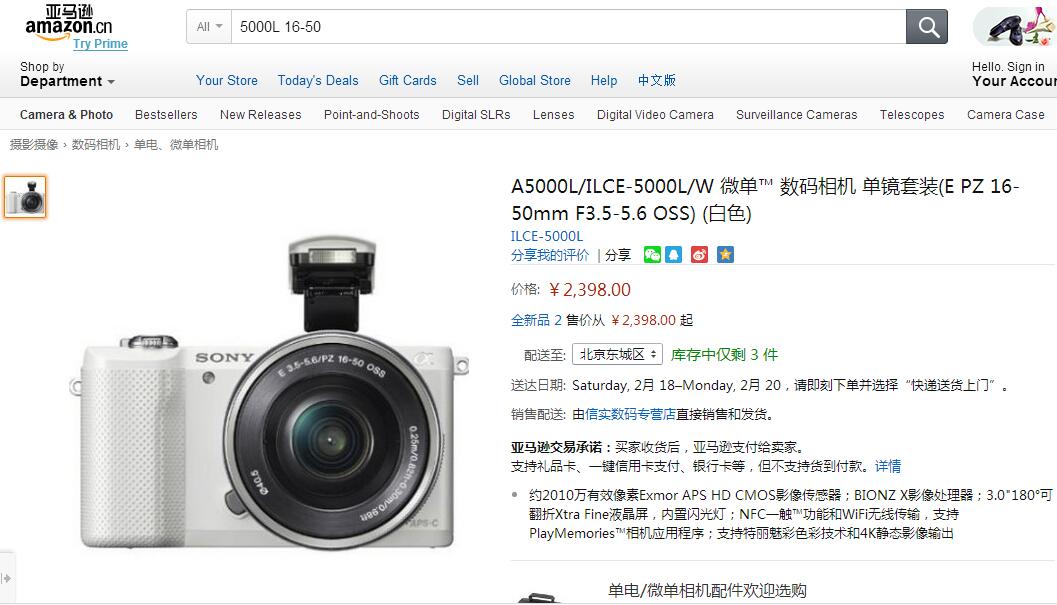 亚马逊
amazon.cn
Try Prime
All
5000L 16-50
Shop by
Department
Your Store
Today's Deals
Gift Cards
Sell
Global Store
Help
中文版
Hello. Sign in
Your Accoun
Camera & Photo
Bestsellers
New Releases
Point-and-Shoots
Digital SLRs
Lenses
Digital Video Camera
Surveillance Cameras
Telescopes
Camera Case
摄影摄像 › 数码相机 › 单电、微单相机
A5000L/ILCE-5000L/W 微单™ 数码相机 单镜套装(E PZ 16-
50mm F3.5-5.6 OSS) (白色)
ILCE-5000L
分享我的评价 | 分享
价格: ￥2,398.00
全新品 2 售价从 ￥2,398.00 起
配送至: 北京东城区 库存中仅剩 3 件
送达日期: Saturday, 2月 18–Monday, 2月 20，请即刻下单并选择“快递送货上门”。
销售配送: 由信实数码专营店直接销售和发货。
亚马逊交易承诺：买家收货后，亚马逊支付给卖家。
支持礼品卡、一键信用卡支付、银行卡等，但不支持货到付款。详情
约2010万有效像素Exmor APS HD CMOS影像传感器；BIONZ X影像处理器；3.0"180°可
翻折Xtra Fine液晶屏，内置闪光灯；NFC一触™功能和WiFi无线传输，支持
PlayMemories™相机应用程序；支持特丽魅彩色彩技术和4K静态影像输出
单电/微单相机配件欢迎选购
SONY
α
E 3.5-5.6/PZ 16-50 OSS
0.25m/0.82ft-0.30m/0.98ft
Ø40.5
APS-C